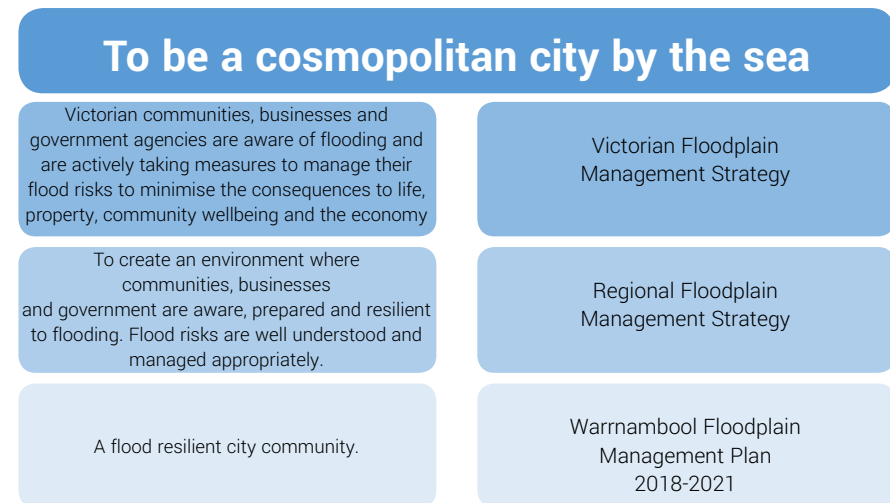 To be a cosmopolitan city by the sea
Victorian communities, businesses and
government agencies are aware of flooding and
are actively taking measures to manage their
flood risks to minimise the consequences to life,
property, community wellbeing and the economy
Victorian Floodplain
Management Strategy
To create an environment where
communities, businesses
and government are aware, prepared and resilient
to flooding. Flood risks are well understood and
managed appropriately.
Regional Floodplain
Management Strategy
A flood resilient city community.
Warrnambool Floodplain
Management Plan
2018-2021